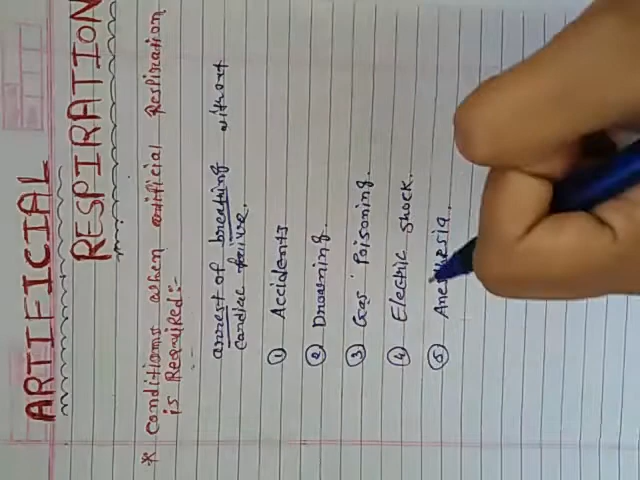 ARTIFICIAL
RESPIRATION
* Conditions when artificial respiration
is Required:-
arrest of breathing without
Cardiac failure.
① Accidents
② Drowning.
③ Gas Poisoning.
④ Electric shock.
⑤ Anesthesia.